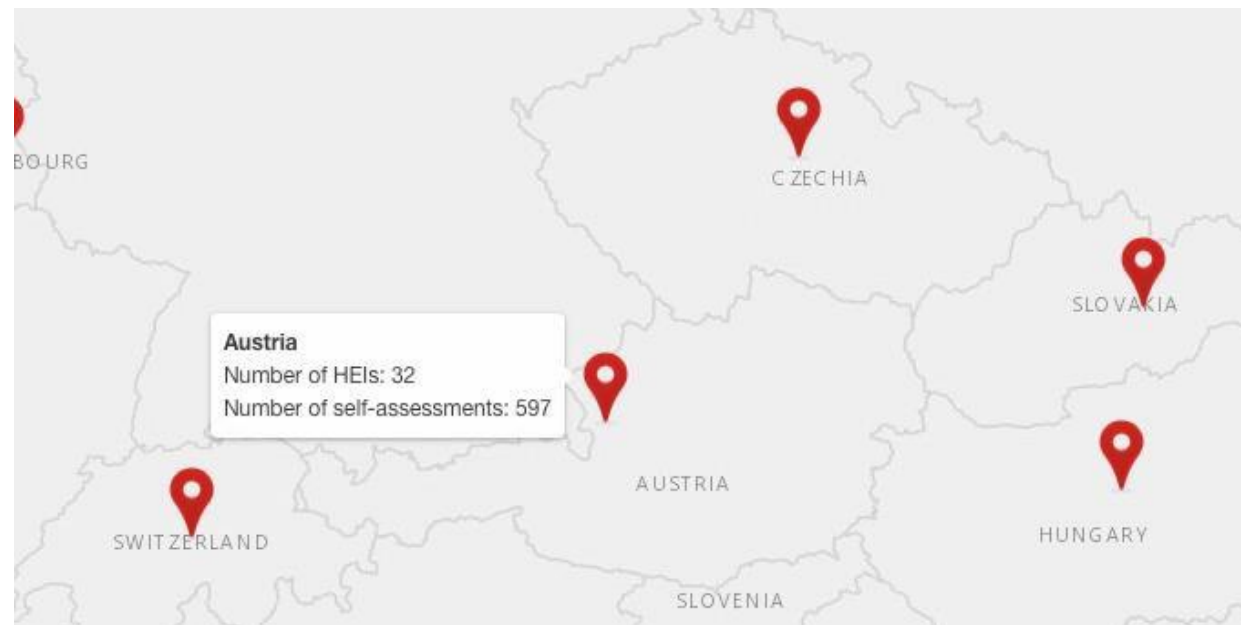 BOURG
CZECHIA
SLOVAKIA
Austria
Number of HEIs: 32
Number of self-assessments: 597
AUSTRIA
SWITZERLAND
HUNGARY
SLOVENIA